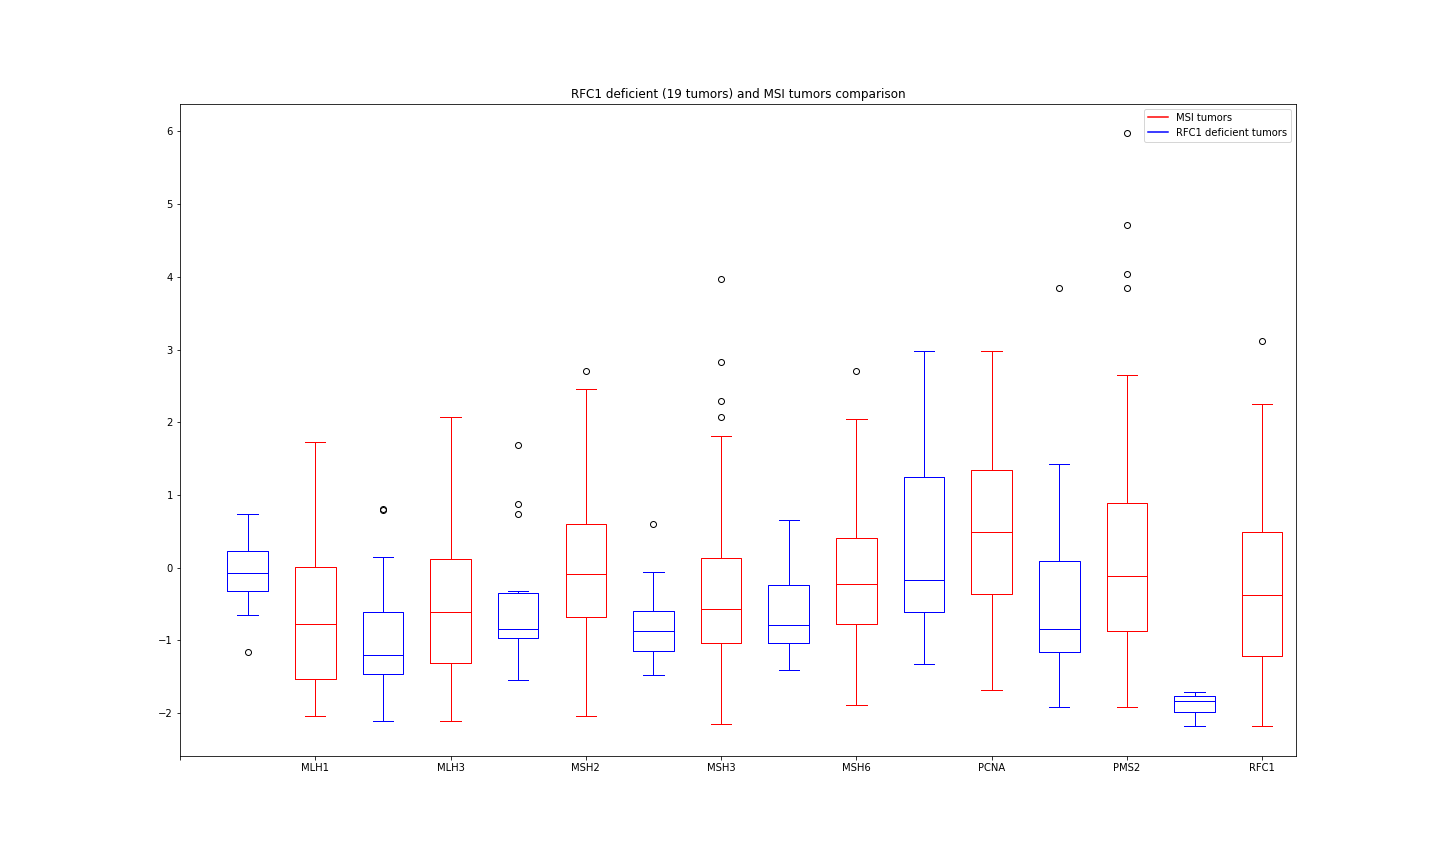 RFC1 deficient (19 tumors) and MSI tumors comparison
MSI tumors
RFC1 deficient tumors
6
5
4
3
2
1
0
−1
−2
MLH1 MLH3 MSH2 MSH3 MSH6 PCNA PMS2 RFC1